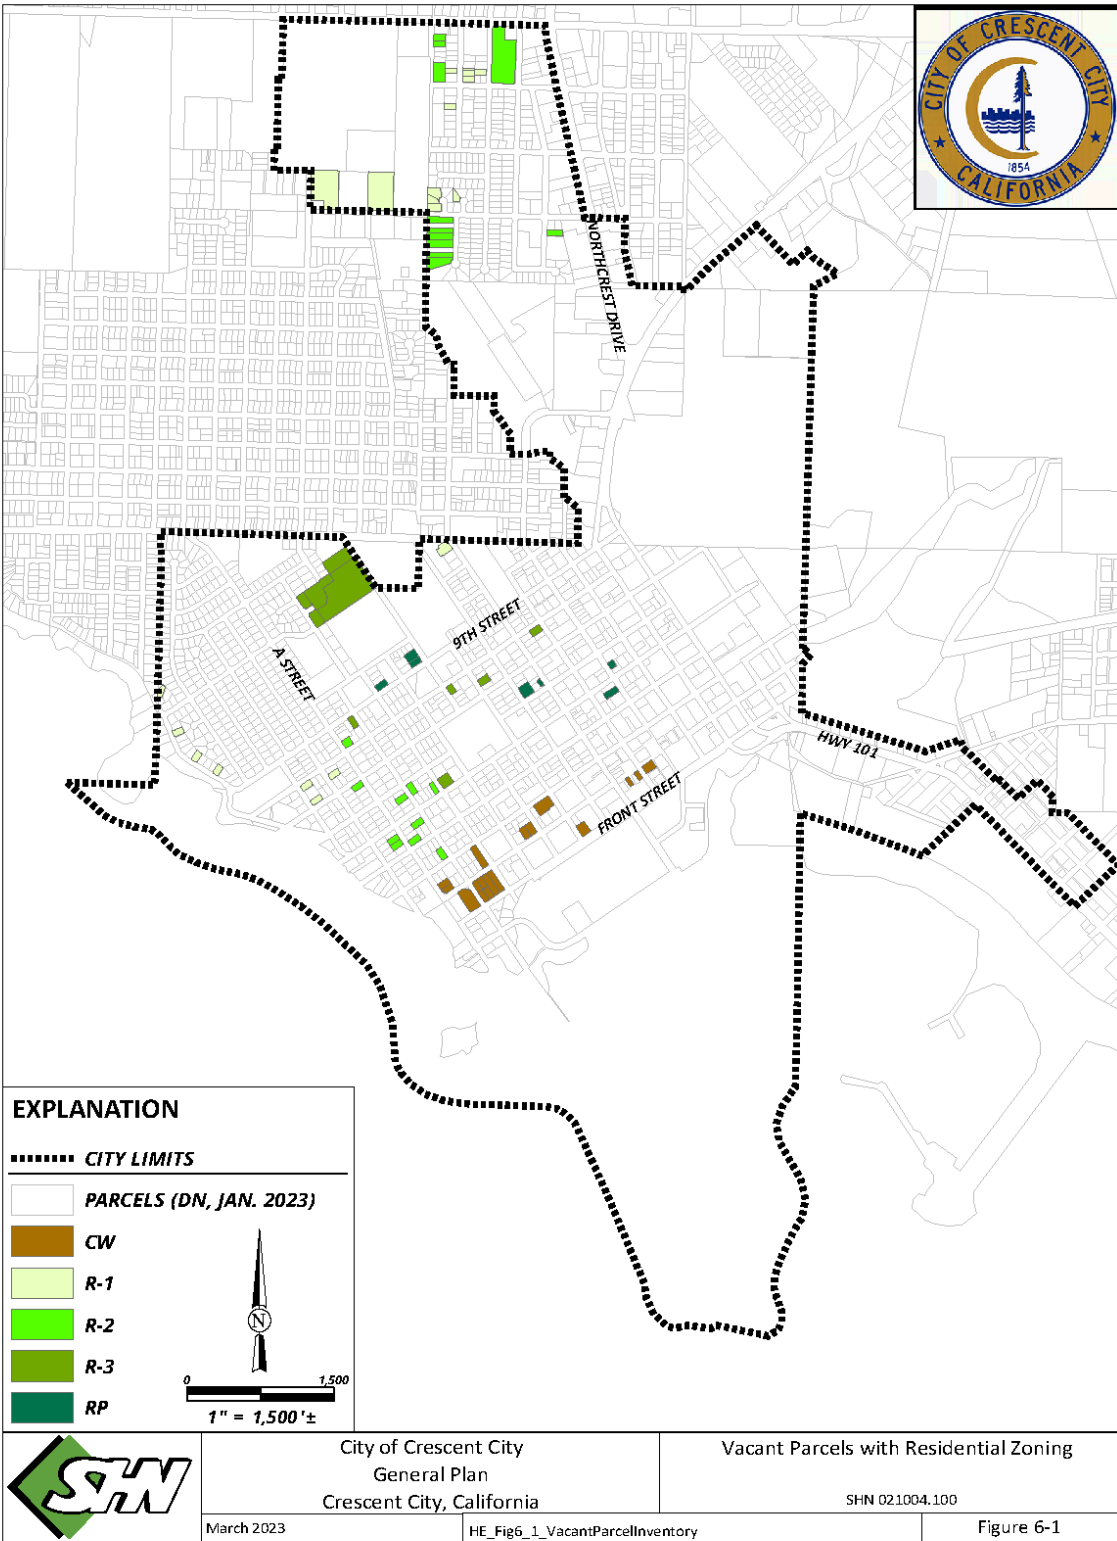 CITY OF CRESCENT CITY
1854
CALIFORNIA
NORTHCREST DRIVE
9TH STREET
A STREET
HWY 101
FRONT STREET
EXPLANATION
CITY LIMITS
PARCELS (DN, JAN. 2023)
CW
R-1
R-2
R-3
RP
N
0 1,500
1" = 1,500'±
SHN
City of Crescent City
General Plan
Crescent City, California
Vacant Parcels with Residential Zoning
SHN 021004.100
March 2023
HE_Fig6_1_VacantParcelInventory
Figure 6-1